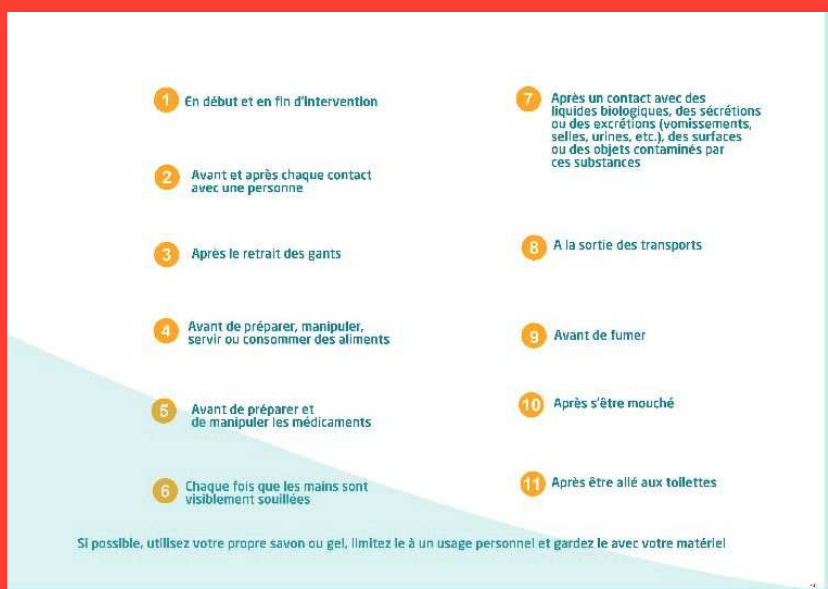 1 En début et en fin d'intervention
2 Avant et après chaque contact
avec une personne
3 Après le retrait des gants
4 Avant de préparer, manipuler,
servir ou consommer des aliments
5 Avant de préparer et
de manipuler les médicaments
6 Chaque fois que les mains sont
visiblement souillées
7 Après un contact avec des
liquides biologiques, des sécrétions
ou des excrétions (vomissements,
selles, urines, etc.), des surfaces
ou des objets contaminés par
ces substances
8 A la sortie des transports
9 Avant de fumer
10 Après s'être mouché
11 Après être allé aux toilettes
Si possible, utilisez votre propre savon ou gel, limitez le à un usage personnel et gardez le avec votre matériel